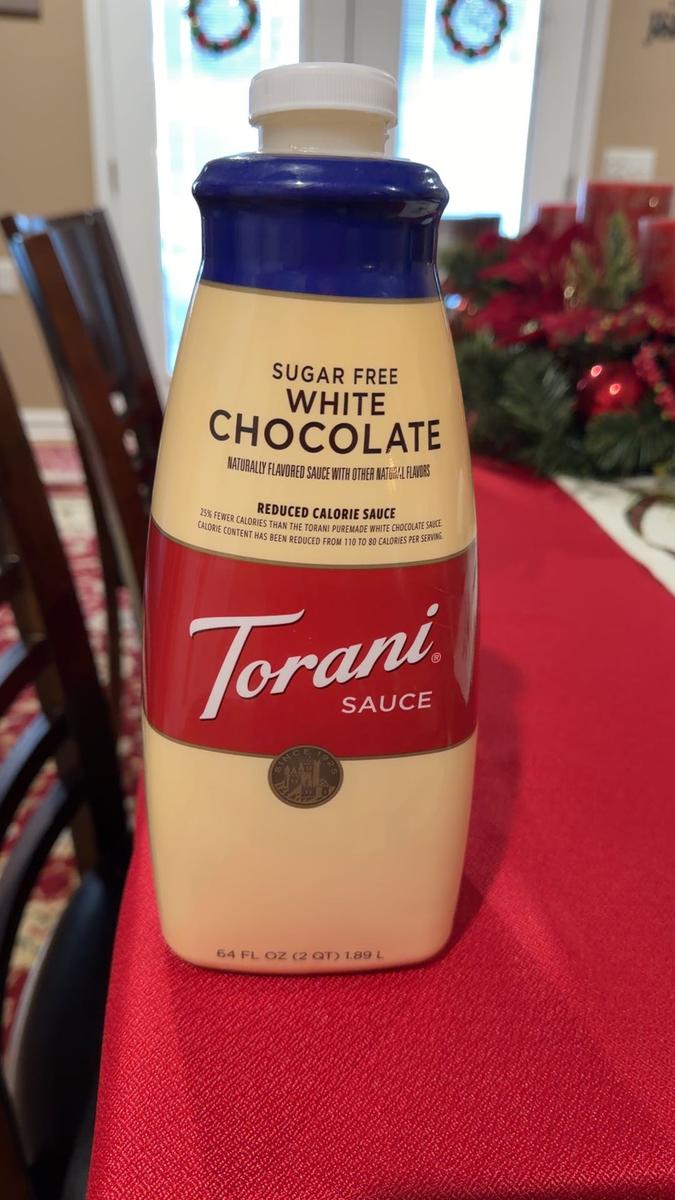 SUGAR FREE
WHITE
CHOCOLATE
NATURALLY FLAVORED SAUCE WITH OTHER NATURAL FLAVORS
REDUCED CALORIE SAUCE
25% FEWER CALORIES THAN THE TORANI PUREMADE WHITE CHOCOLATE SAUCE.
CALORIE CONTENT HAS BEEN REDUCED FROM 110 TO 80 CALORIES PER SERVING.
Torani®
SAUCE
SINCE 1925
64 FL OZ (2 QT) 1.89 L